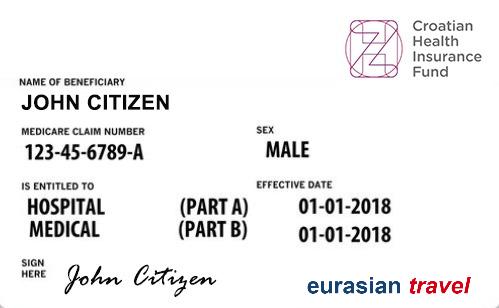 Croatian
Health
Insurance
Fund
NAME OF BENEFICIARY
JOHN CITIZEN
MEDICARE CLAIM NUMBER SEX
123-45-6789-A MALE
IS ENTITLED TO EFFECTIVE DATE
HOSPITAL (PART A) 01-01-2018
MEDICAL (PART B) 01-01-2018
SIGN
HERE John Citizen
eurasian travel